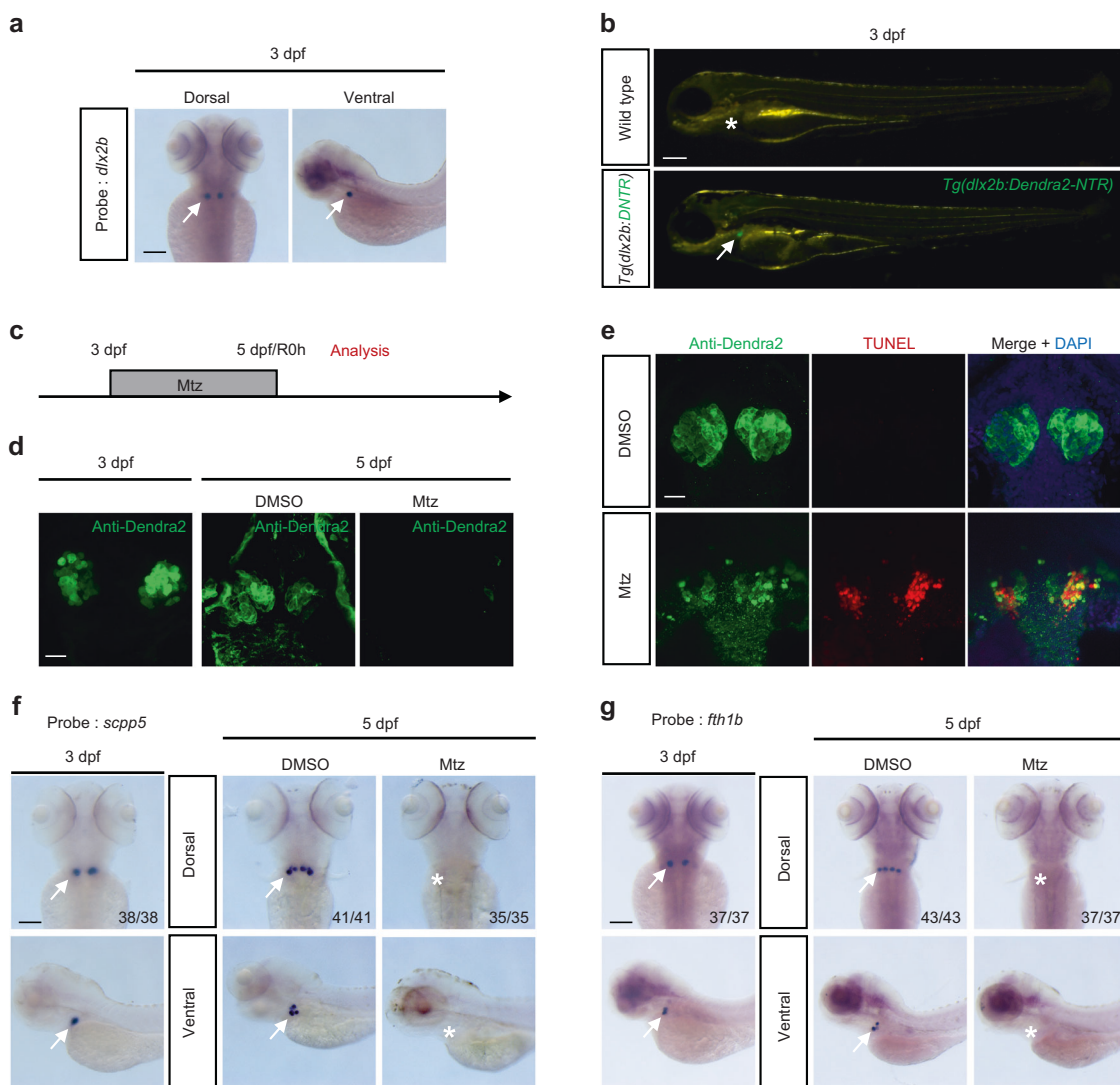 a
3 dpf
Dorsal
Ventral
Probe : dlx2b
b
3 dpf
Wild type
Tg(dlx2b:DNTR)
Tg(dlx2b:Dendra2-NTR)
*
c
3 dpf
5 dpf/R0h
Analysis
Mtz
d
3 dpf
5 dpf
DMSO
Mtz
Anti-Dendra2
Anti-Dendra2
Anti-Dendra2
e
Anti-Dendra2
TUNEL
Merge + DAPI
DMSO
Mtz
f
Probe : scpp5
5 dpf
3 dpf
DMSO
Mtz
Dorsal
*
38/38
41/41
35/35
Ventral
*
g
Probe : fth1b
5 dpf
3 dpf
DMSO
Mtz
Dorsal
*
37/37
43/43
37/37
Ventral
*